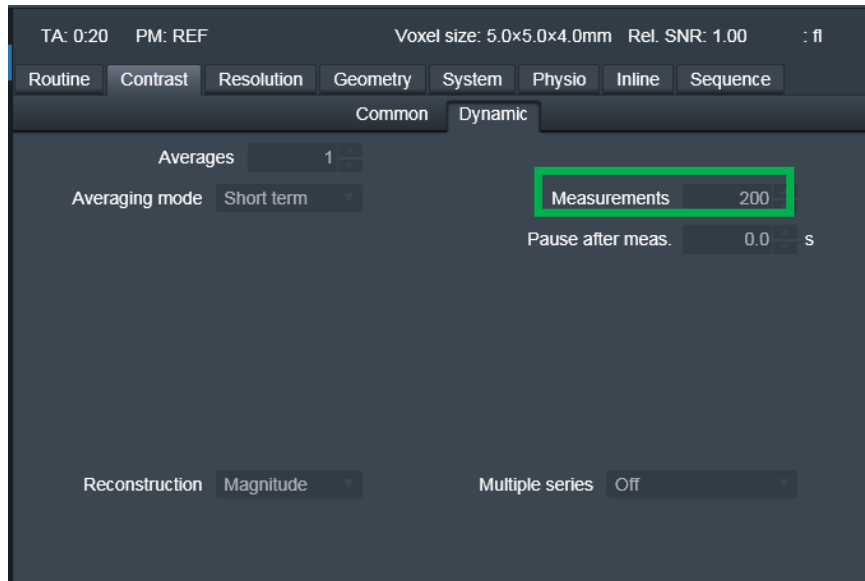 TA: 0:20 PM: REF Voxel size: 5.0×5.0×4.0mm Rel. SNR: 1.00 : fl
Routine Contrast Resolution Geometry System Physio Inline Sequence
Common Dynamic
Averages 1
Averaging mode Short term Measurements 200
Pause after meas. 0.0 s
Reconstruction Magnitude Multiple series Off